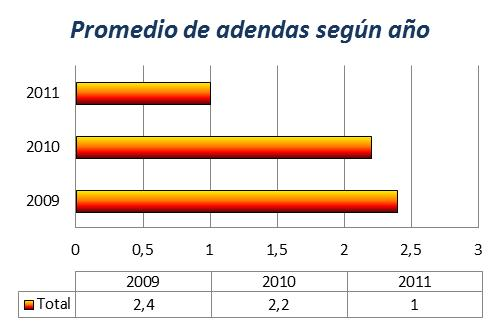 Promedio de adendas según año
2011
2010
2009
0 0,5 1 1,5 2 2,5 3
2009 2010 2011
Total 2,4 2,2 1